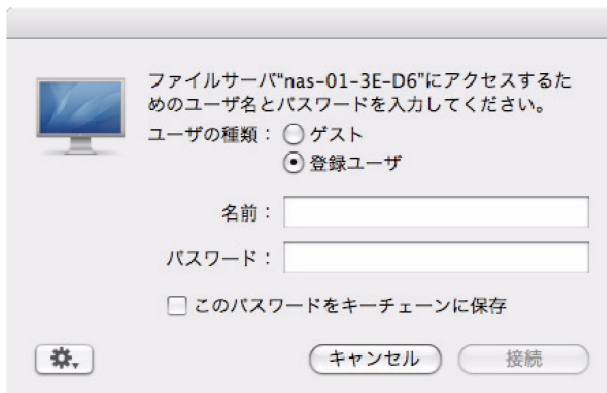 ファイルサーバ“nas-01-3E-D6”にアクセスするた
めのユーザ名とパスワードを入力してください。
ユーザの種類： ゲスト
登録ユーザ
名前：
パスワード：
このパスワードをキーチェーンに保存
キャンセル 接続